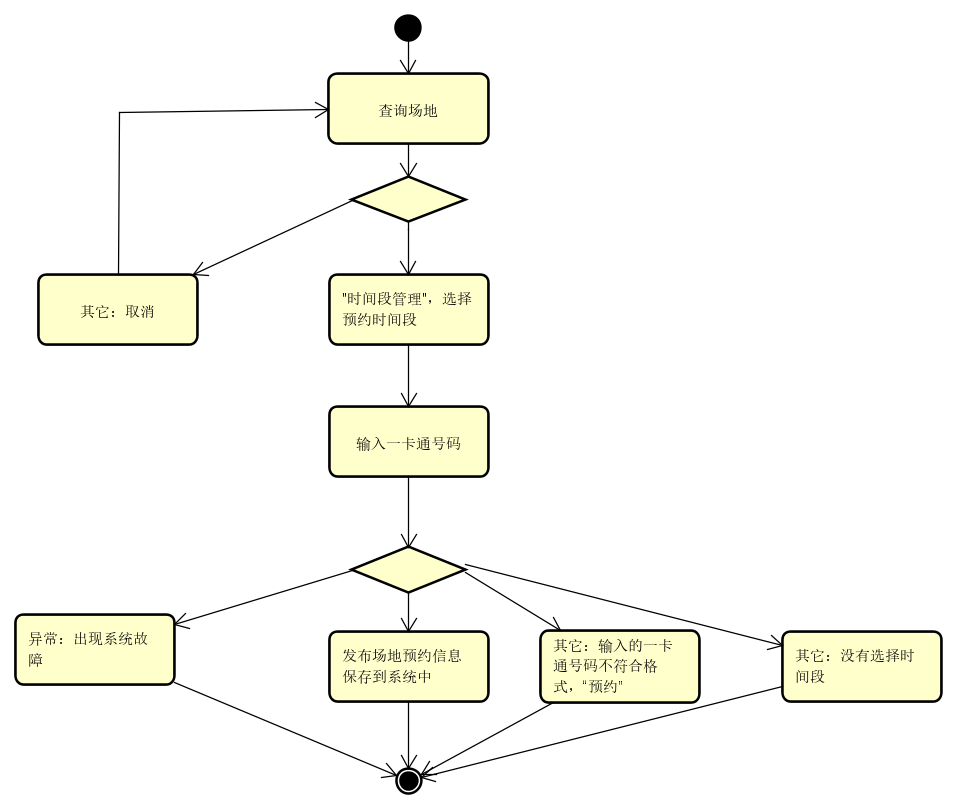 查询场地
其它：取消
"时间段管理"，选择
预约时间段
输入一卡通号码
异常：出现系统故
障
发布场地预约信息
保存到系统中
其它：输入的一卡
通号码不符合格
式，“预约”
其它：没有选择时
间段